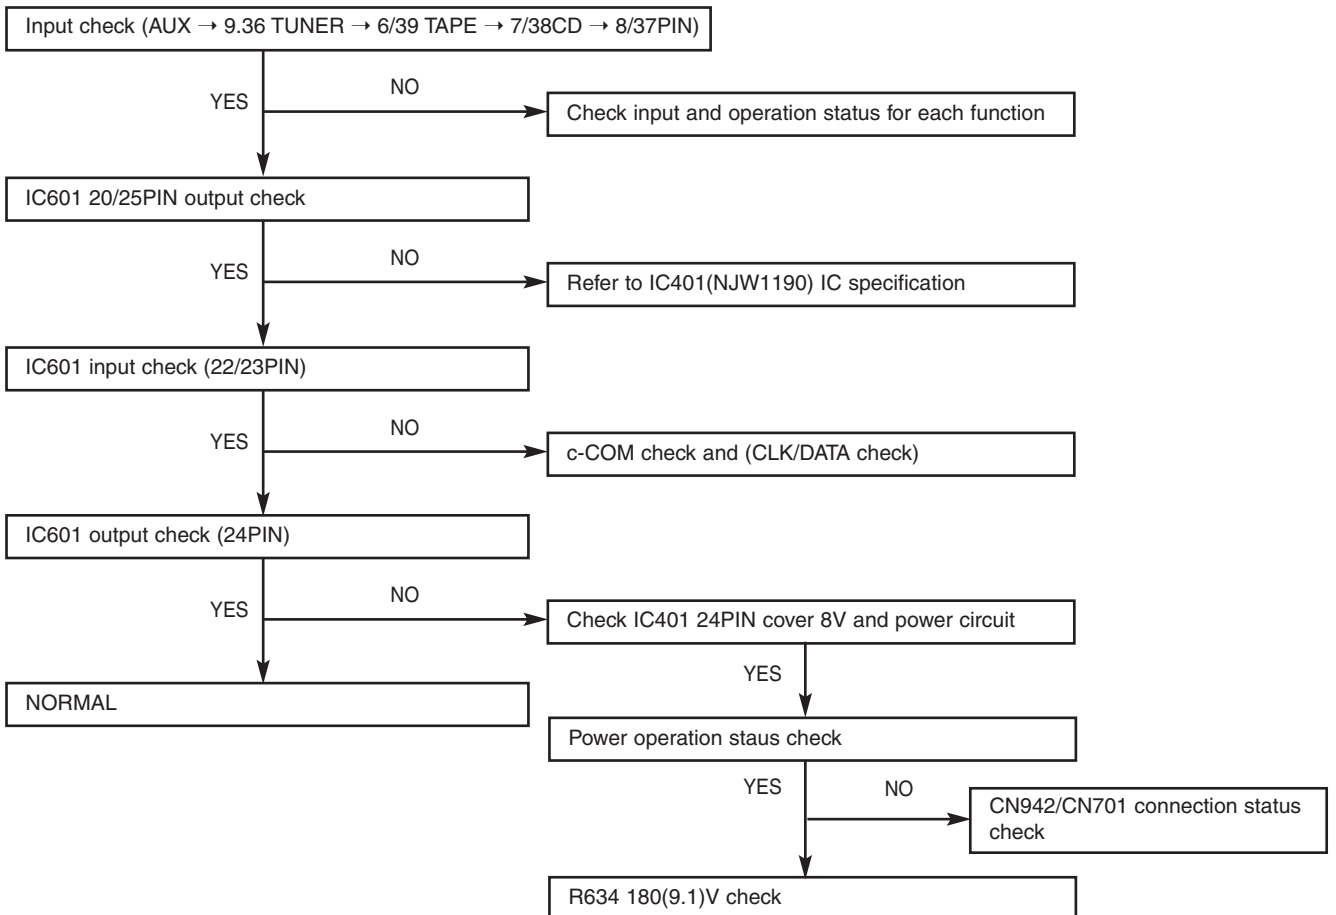 Input check (AUX → 9.36 TUNER → 6/39 TAPE → 7/38CD → 8/37PIN)
YES
NO
Check input and operation status for each function
IC601 20/25PIN output check
YES
NO
Refer to IC401(NJW1190) IC specification
IC601 input check (22/23PIN)
YES
NO
c-COM check and (CLK/DATA check)
IC601 output check (24PIN)
YES
NO
Check IC401 24PIN cover 8V and power circuit
YES
NORMAL
Power operation staus check
YES
NO
CN942/CN701 connection status
check
R634 180(9.1)V check